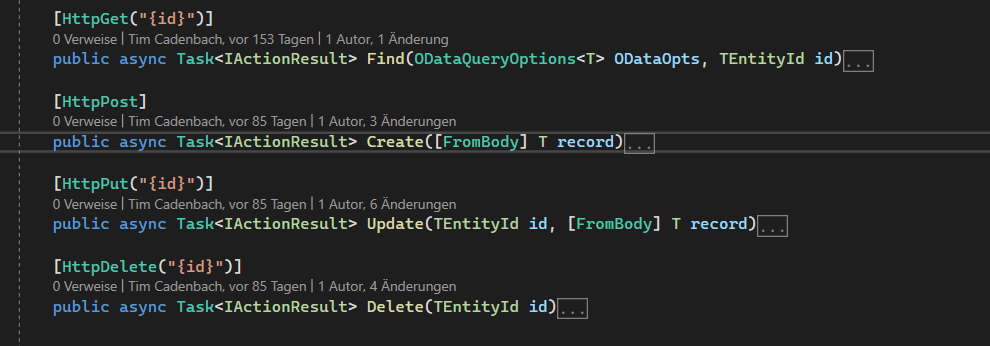 [HttpGet("{id}")]
0 Verweise | Tim Cadenbach, vor 153 Tagen | 1 Autor, 1 Änderung
public async Task<IActionResult> Find(ODataQueryOptions<T> ODataOpts, TEntityId id)...
[HttpPost]
0 Verweise | Tim Cadenbach, vor 85 Tagen | 1 Autor, 3 Änderungen
public async Task<IActionResult> Create([FromBody] T record)...
[HttpPut("{id}")]
0 Verweise | Tim Cadenbach, vor 85 Tagen | 1 Autor, 6 Änderungen
public async Task<IActionResult> Update(TEntityId id, [FromBody] T record)...
[HttpDelete("{id}")]
0 Verweise | Tim Cadenbach, vor 85 Tagen | 1 Autor, 4 Änderungen
public async Task<IActionResult> Delete(TEntityId id)...